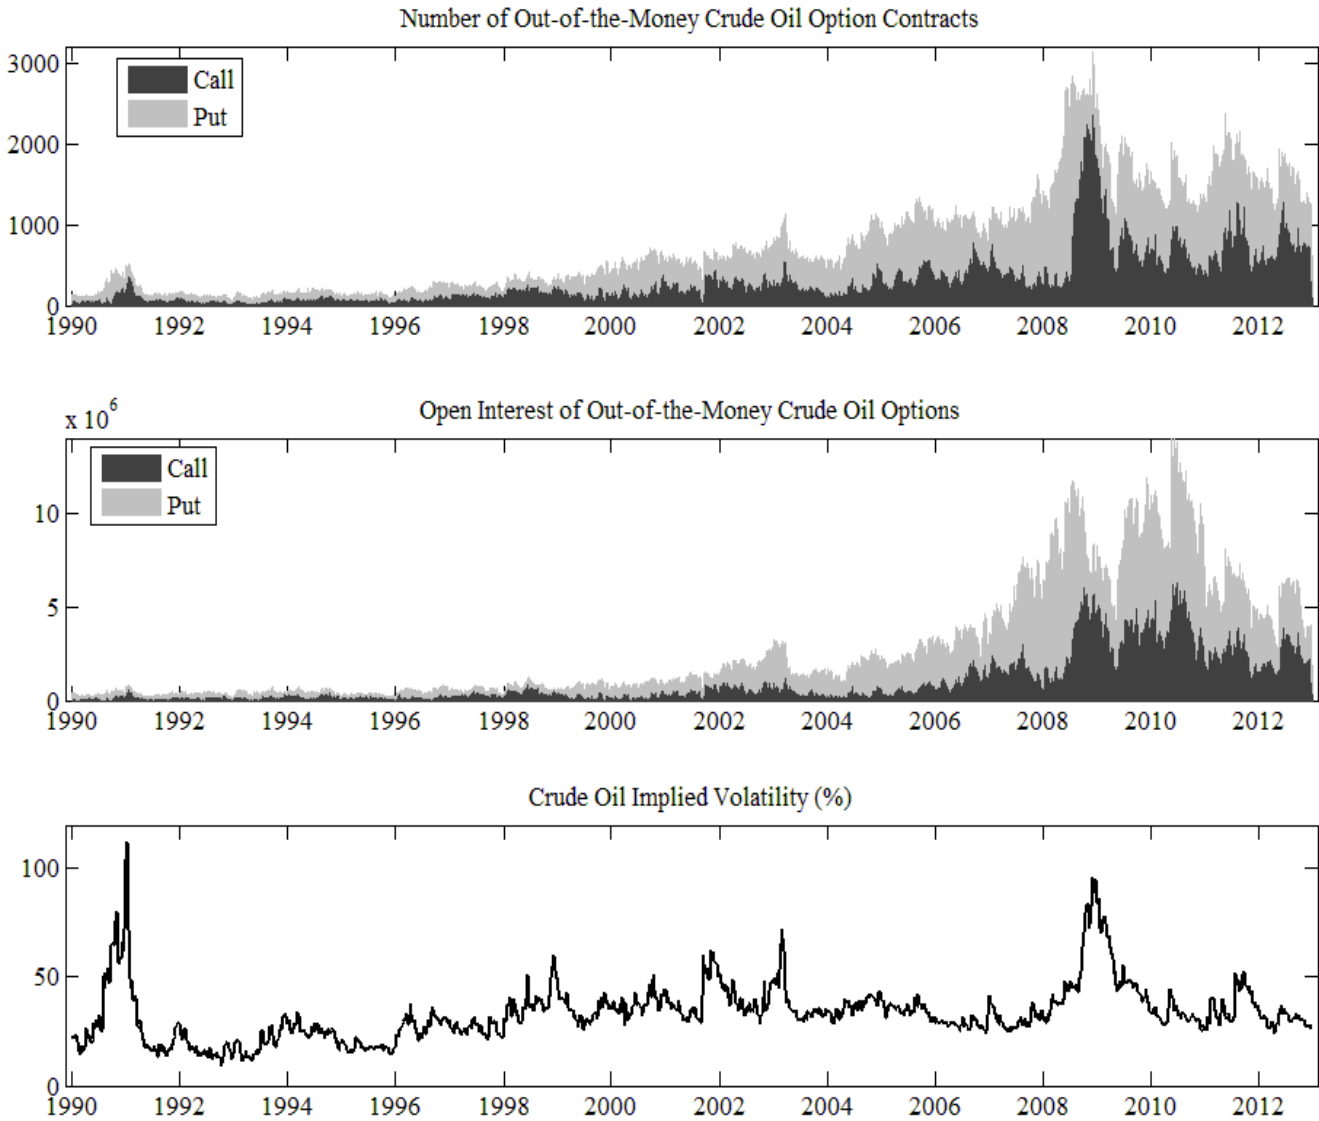 Number of Out-of-the-Money Crude Oil Option Contracts
3000
2000
1000
0
Call
Put
1990 1992 1994 1996 1998 2000 2002 2004 2006 2008 2010 2012
x 10^6
Open Interest of Out-of-the-Money Crude Oil Options
10
5
0
Call
Put
1990 1992 1994 1996 1998 2000 2002 2004 2006 2008 2010 2012
Crude Oil Implied Volatility (%)
100
50
0
1990 1992 1994 1996 1998 2000 2002 2004 2006 2008 2010 2012